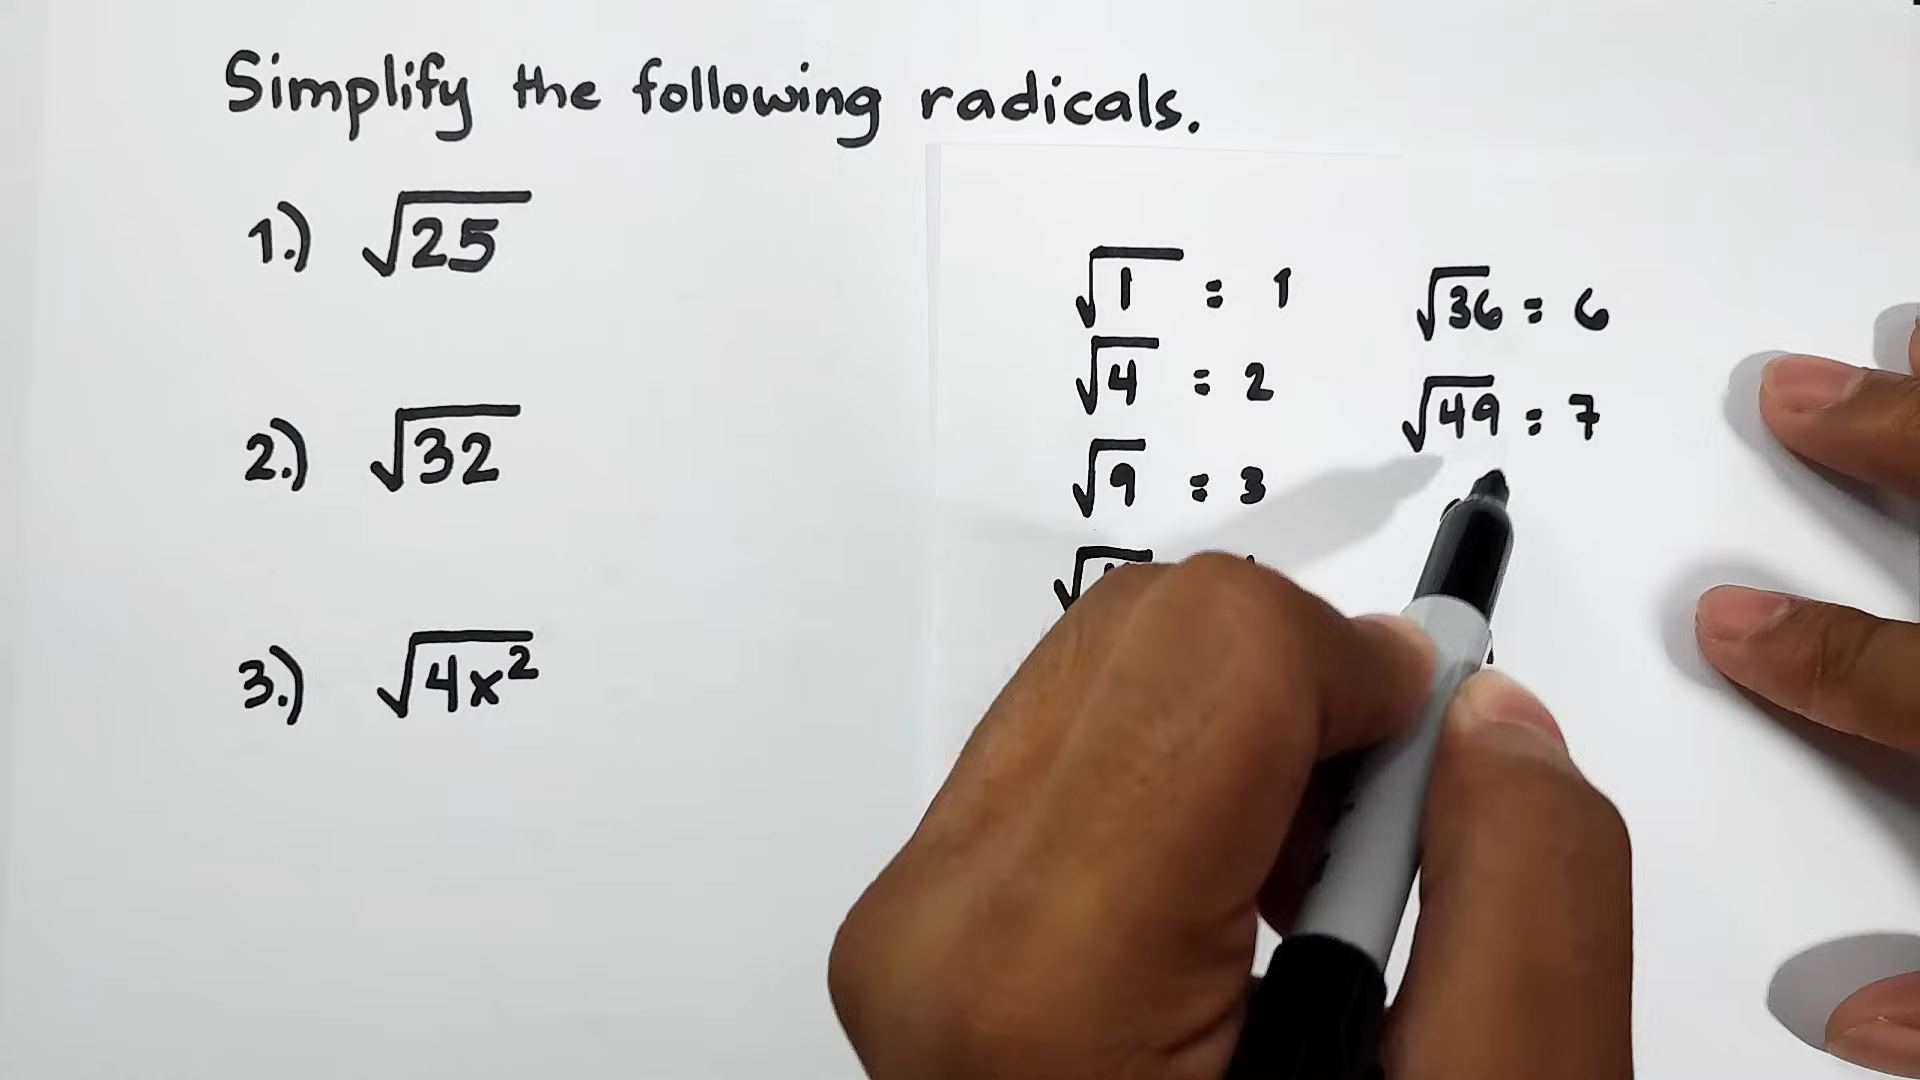 Simplify the following radicals.
1.) √25
2.) √32
3.) √4x²
√1 = 1
√4 = 2
√9 = 3
√36 = 6
√49 = 7